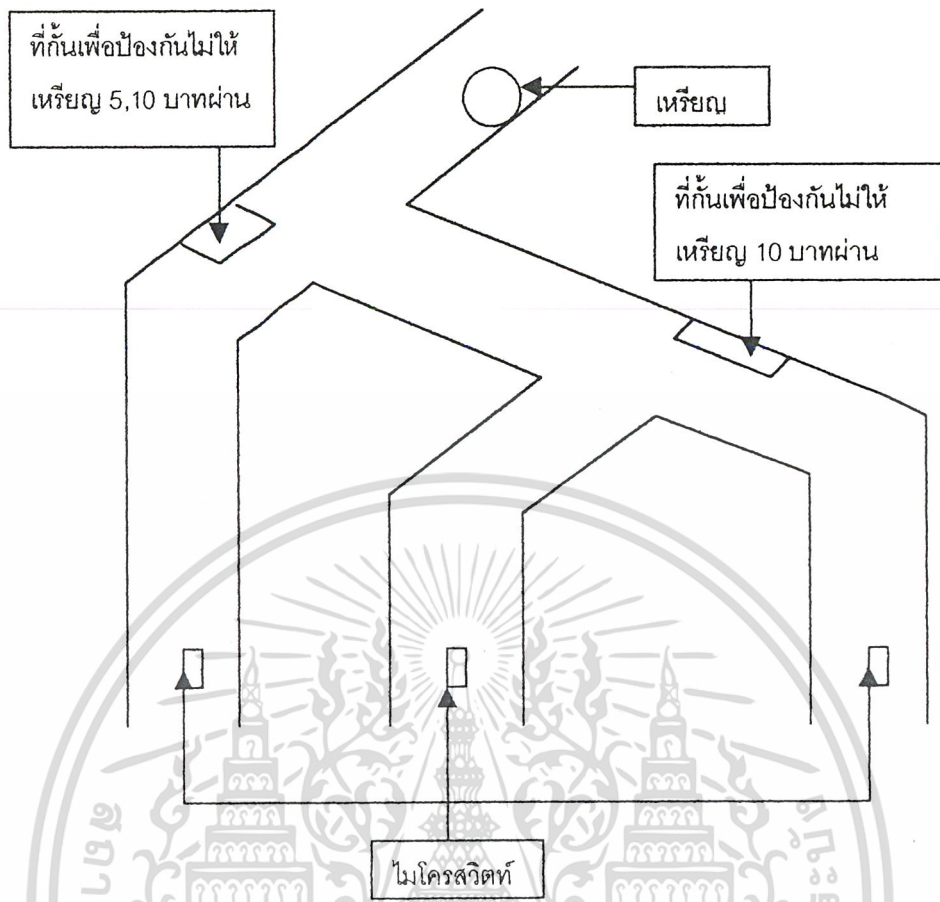 ที่กั้นเพื่อป้องกันไม่ให้
เหรียญ 5,10 บาทผ่าน
เหรียญ
ที่กั้นเพื่อป้องกันไม่ให้
เหรียญ 10 บาทผ่าน
ไมโครสวิตท์